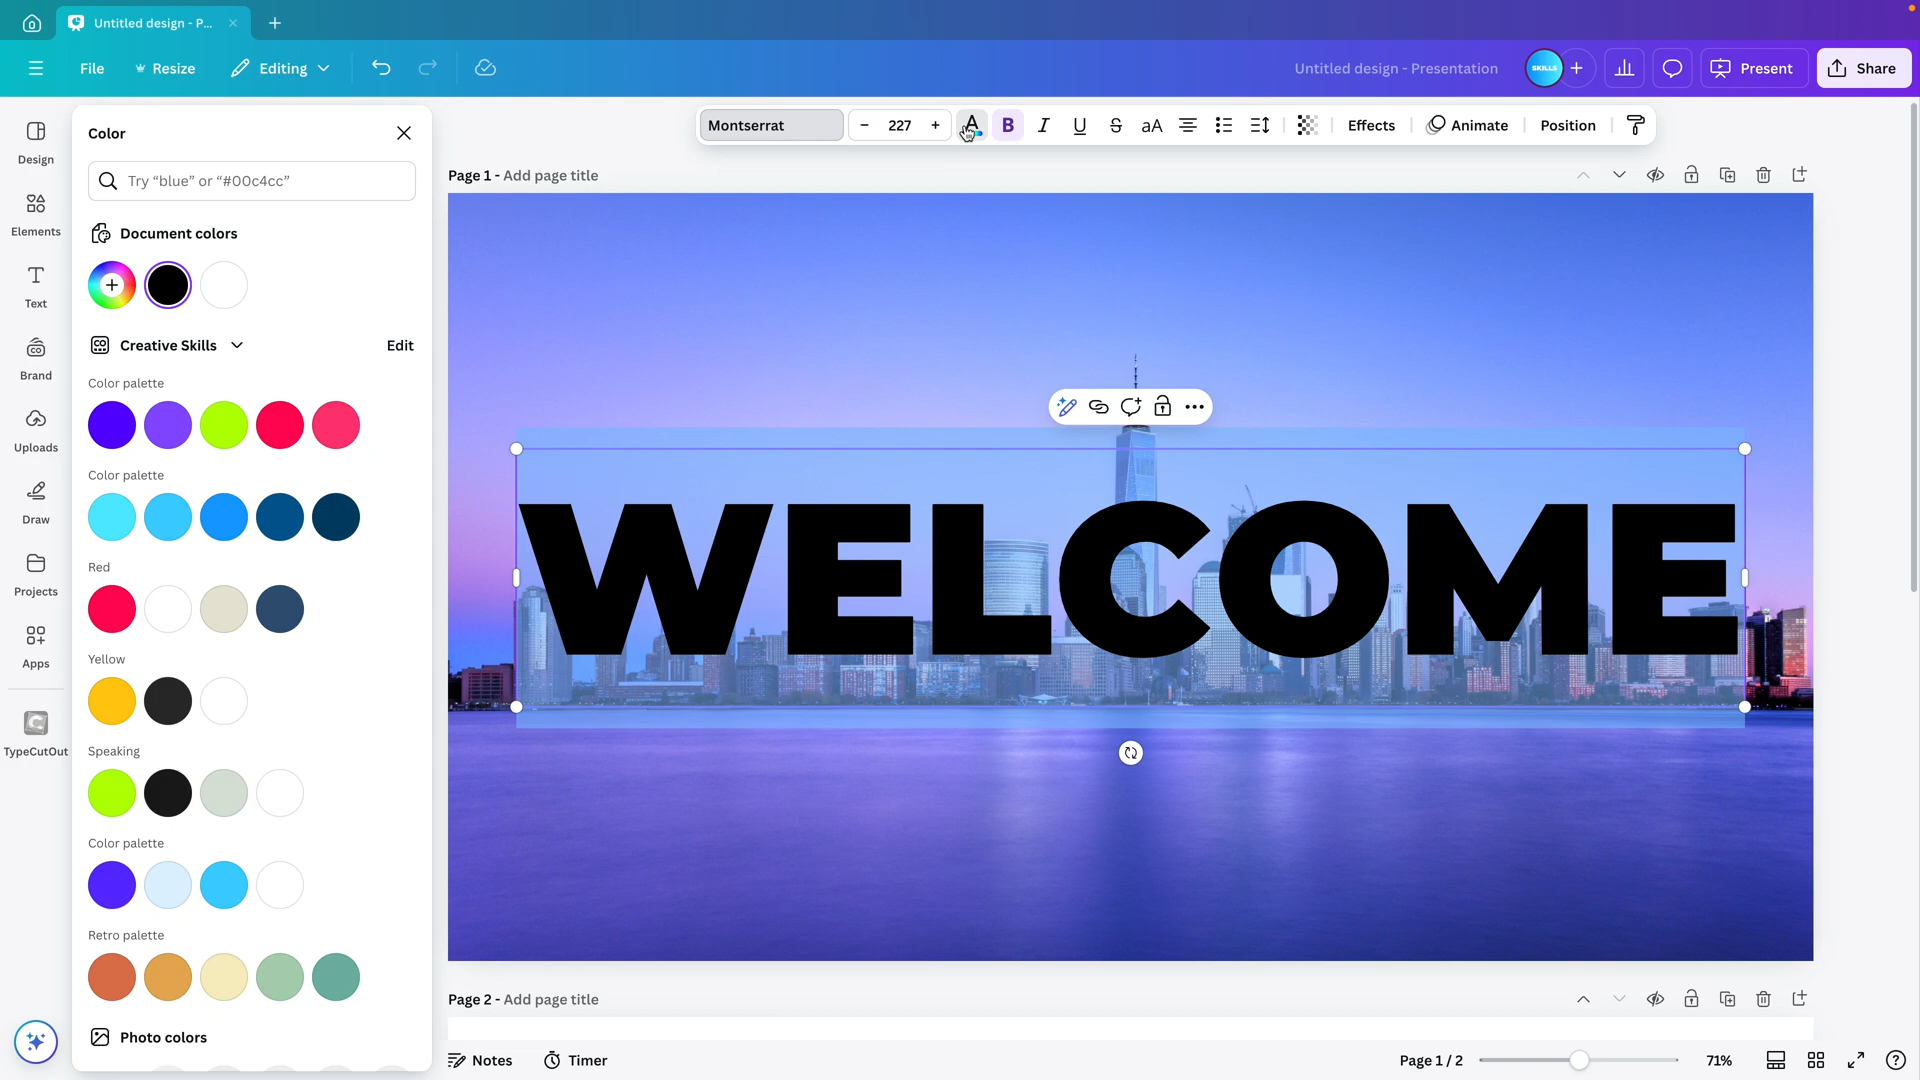 Untitled design - P...
File
Resize
Editing
Untitled design - Presentation
SKILLS
Present
Share
Design
Elements
Text
Brand
Uploads
Draw
Projects
Apps
TypeCutOut
Color
Try “blue” or “#00c4cc”
Document colors
Creative Skills
Edit
Color palette
Color palette
Red
Yellow
Speaking
Color palette
Retro palette
Photo colors
Montserrat
227
A
B
I
U
S
aA
Effects
Animate
Position
Page 1 - Add page title
WELCOME
Page 2 - Add page title
Notes
Timer
Page 1 / 2
71%